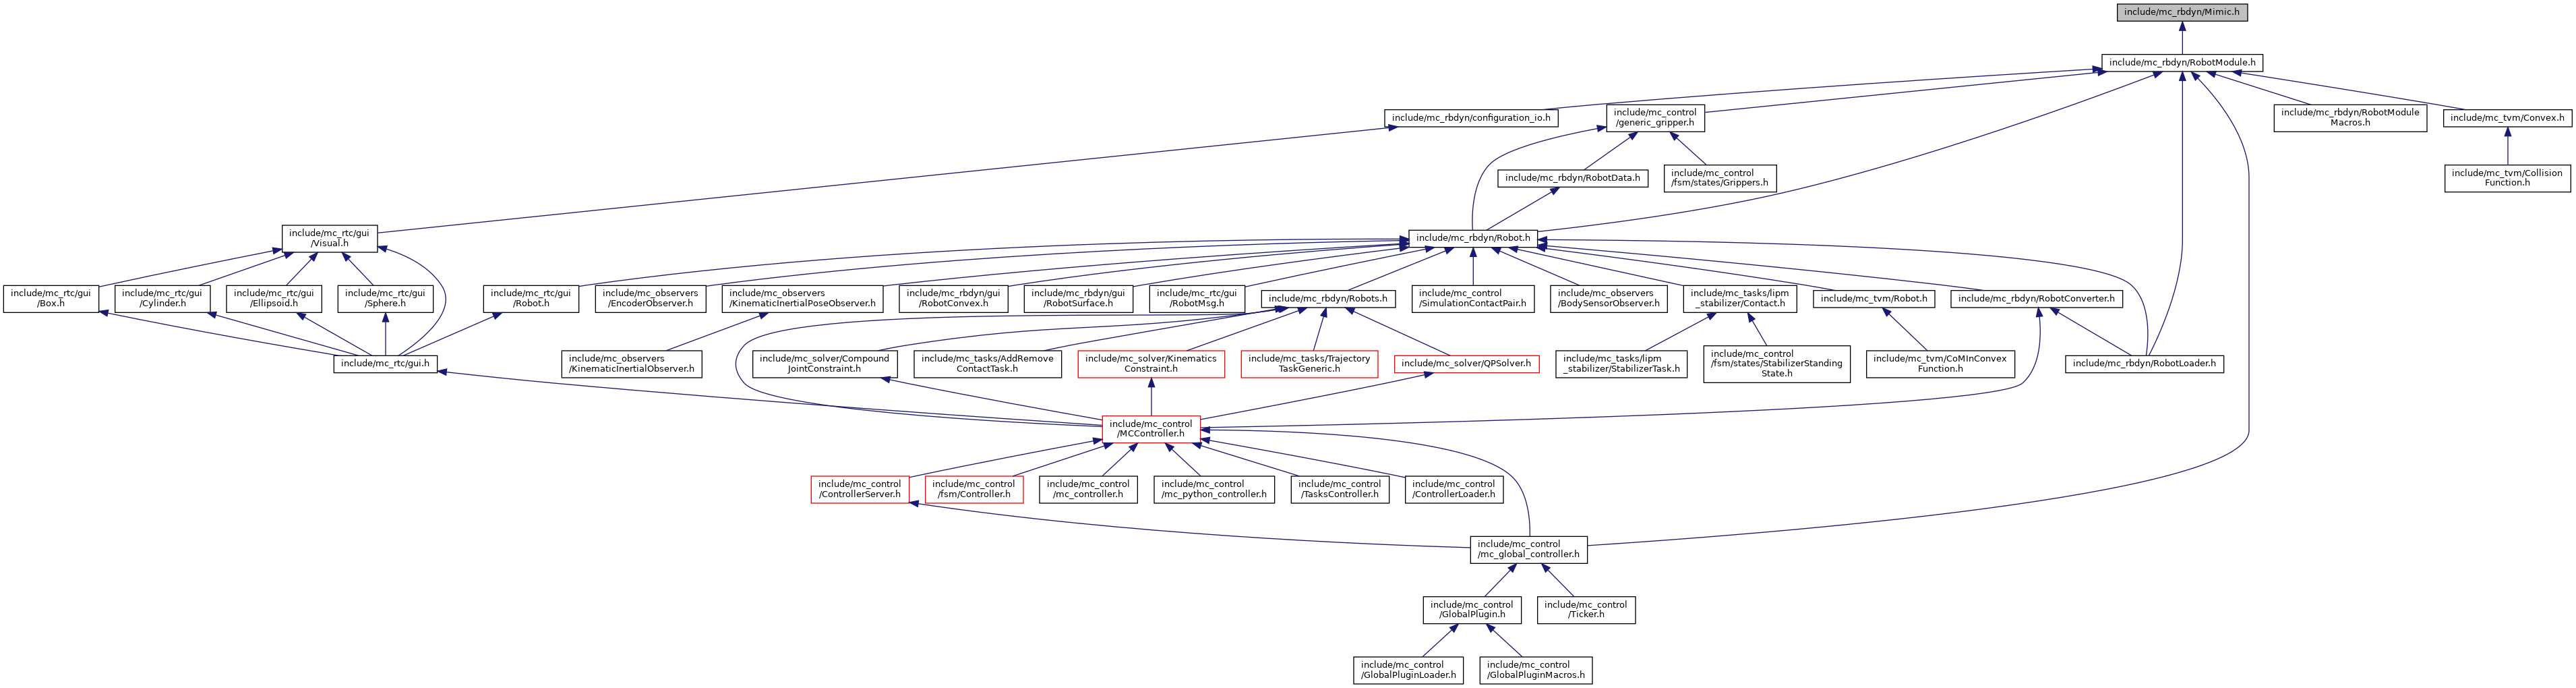 include/mc_rbdyn/Mimic.h
include/mc_rbdyn/RobotModule.h
include/mc_rbdyn/configuration_io.h
include/mc_control
/generic_gripper.h
include/mc_rbdyn/RobotModule
Macros.h
include/mc_tvm/Convex.h
include/mc_rbdyn/RobotData.h
include/mc_control
/fsm/states/Grippers.h
include/mc_tvm/Collision
Function.h
include/mc_rtc/gui
/Visual.h
include/mc_rbdyn/Robot.h
include/mc_rtc/gui
/Box.h
include/mc_rtc/gui
/Cylinder.h
include/mc_rtc/gui
/Ellipsoid.h
include/mc_rtc/gui
/Sphere.h
include/mc_rtc/gui
/Robot.h
include/mc_observers
/EncoderObserver.h
include/mc_observers
/KinematicInertialPoseObserver.h
include/mc_rbdyn/gui
/RobotConvex.h
include/mc_rbdyn/gui
/RobotSurface.h
include/mc_rtc/gui
/RobotMsg.h
include/mc_rbdyn/Robots.h
include/mc_control
/SimulationContactPair.h
include/mc_observers
/BodySensorObserver.h
include/mc_tasks/lipm
_stabilizer/Contact.h
include/mc_tvm/Robot.h
include/mc_rbdyn/RobotConverter.h
include/mc_rtc/gui.h
include/mc_observers
/KinematicInertialObserver.h
include/mc_solver/Compound
JointConstraint.h
include/mc_tasks/AddRemove
ContactTask.h
include/mc_solver/Kinematics
Constraint.h
include/mc_tasks/Trajectory
TaskGeneric.h
include/mc_solver/QPSolver.h
include/mc_tasks/lipm
_stabilizer/StabilizerTask.h
include/mc_control
/fsm/states/StabilizerStanding
State.h
include/mc_tvm/CoMInConvex
Function.h
include/mc_rbdyn/RobotLoader.h
include/mc_control
/MCController.h
include/mc_control
/ControllerServer.h
include/mc_control
/fsm/Controller.h
include/mc_control
/mc_controller.h
include/mc_control
/mc_python_controller.h
include/mc_control
/TasksController.h
include/mc_control
/ControllerLoader.h
include/mc_control
/mc_global_controller.h
include/mc_control
/GlobalPlugin.h
include/mc_control
/Ticker.h
include/mc_control
/GlobalPluginLoader.h
include/mc_control
/GlobalPluginMacros.h